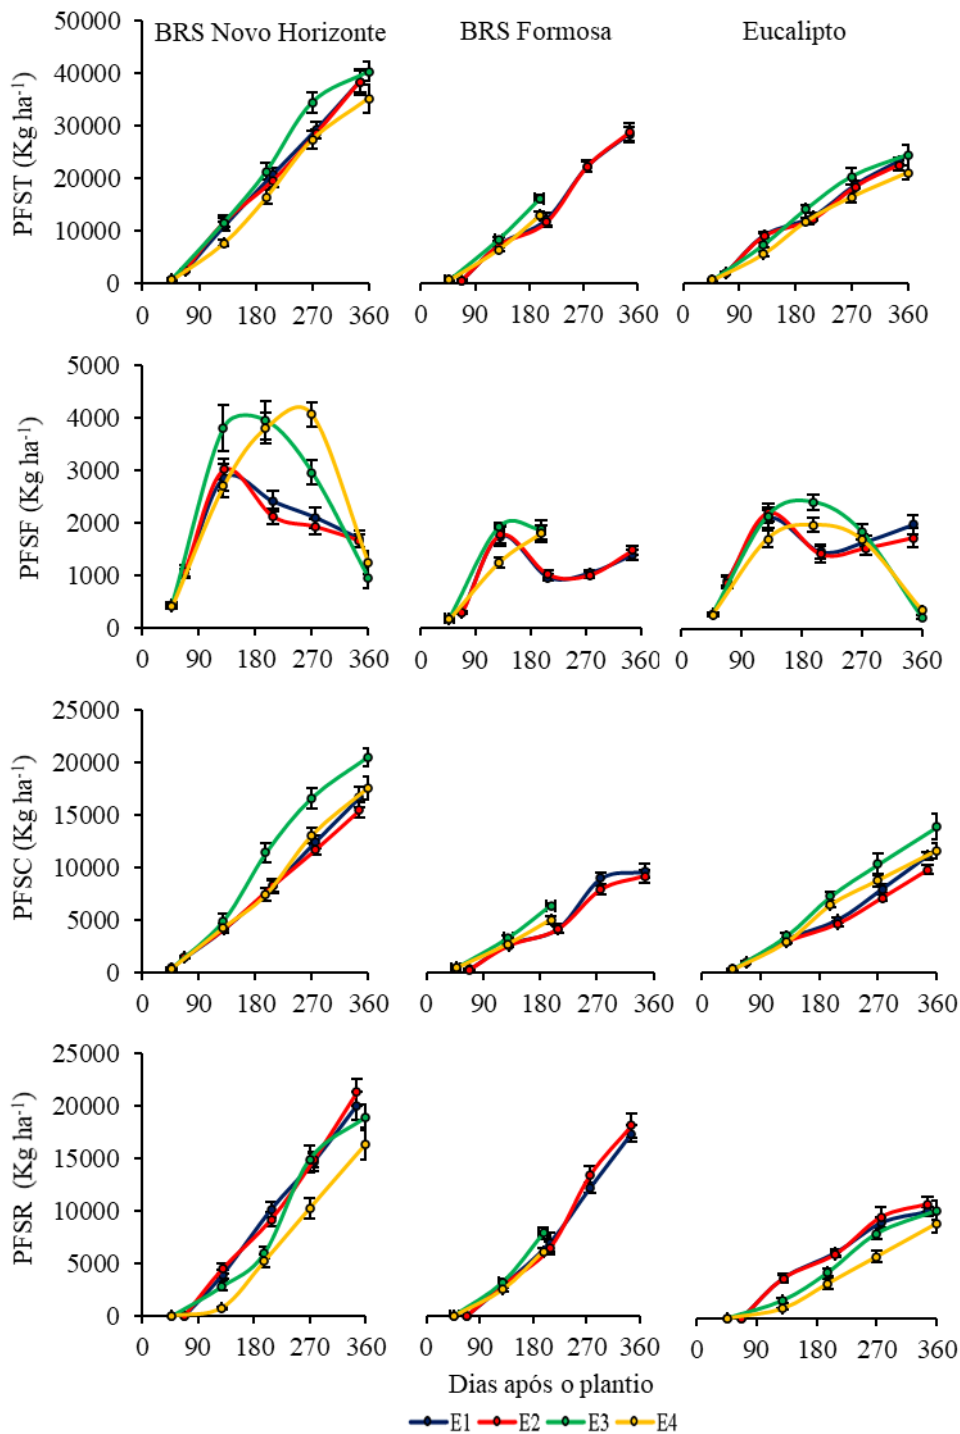 BRS Novo Horizonte BRS Formosa Eucalipto
PFST (Kg ha-1)
50000
40000
30000
20000
10000
0
0 90 180 270 360 0 90 180 270 360 0 90 180 270 360
PFSF (Kg ha-1)
5000
4000
3000
2000
1000
0
0 90 180 270 360 0 90 180 270 360 0 90 180 270 360
PFSC (Kg ha-1)
25000
20000
15000
10000
5000
0
0 90 180 270 360 0 90 180 270 360 0 90 180 270 360
PFSR (Kg ha-1)
25000
20000
15000
10000
5000
0
0 90 180 270 360 0 90 180 270 360 0 90 180 270 360
Dias após o plantio
E1 E2 E3 E4